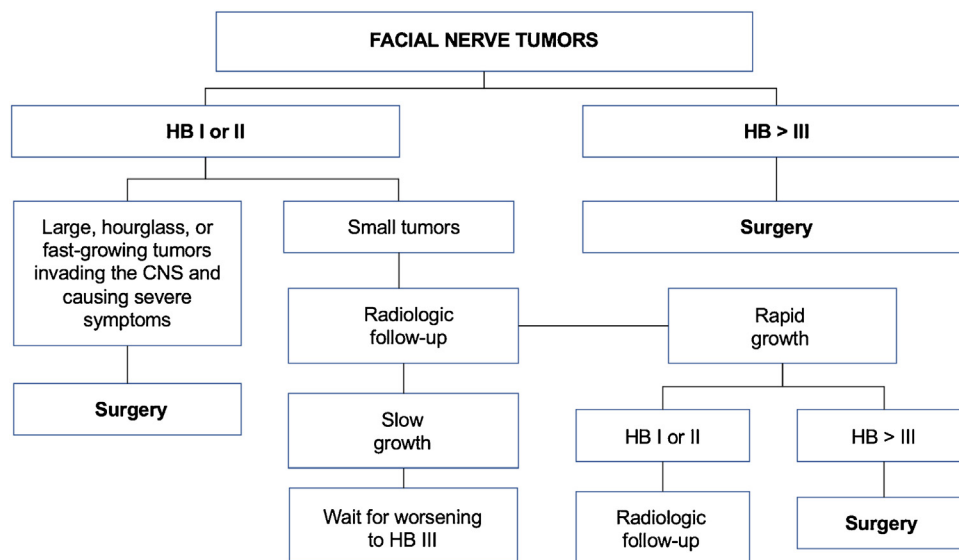 FACIAL NERVE TUMORS
HB I or II
HB > III
Large, hourglass, or
fast-growing tumors
invading the CNS and
causing severe
symptoms
Small tumors
Surgery
Radiologic
follow-up
Rapid
growth
Surgery
Slow
growth
HB I or II
HB > III
Wait for worsening
to HB III
Radiologic
follow-up
Surgery